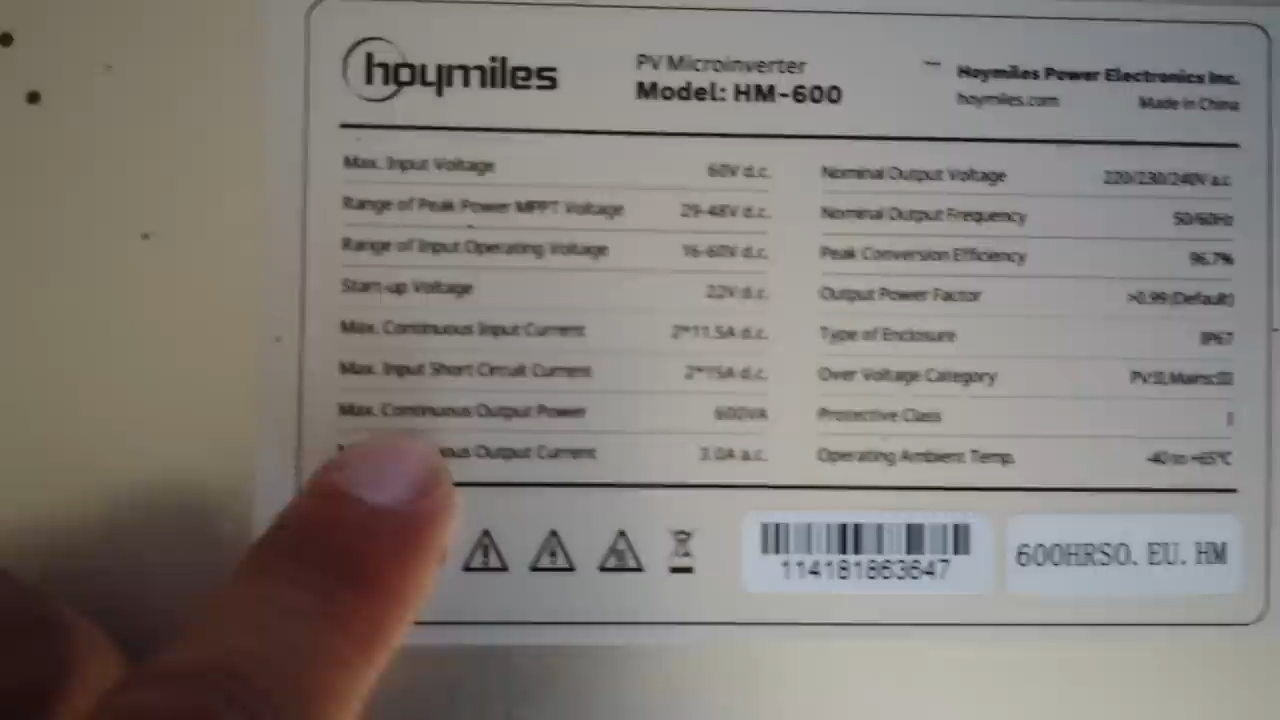 hoymiles
PV Microinverter
Model: HM-600
Hoymiles Power Electronics Inc.
hoymiles.com Made in China
Max. Input Voltage 60V d.c.
Range of Peak Power MPPT Voltage 29-48V d.c.
Range of Input Operating Voltage 16-60V d.c.
Start-up Voltage 22V d.c.
Max. Continuous Input Current 2*11.5A d.c.
Max. Input Short Circuit Current 2*15A d.c.
Max. Continuous Output Power 600VA
Output Current 3.0A a.c.
Nominal Output Voltage 220/230/240V a.c.
Nominal Output Frequency 50/60Hz
Peak Conversion Efficiency 96.7%
Output Power Factor >0.99 (Default)
Type of Enclosure IP67
Over Voltage Category PV:II,Mains:III
Protective Class I
Operating Ambient Temp. -40 to +65°C
114181863647
600HRSO. EU. HM